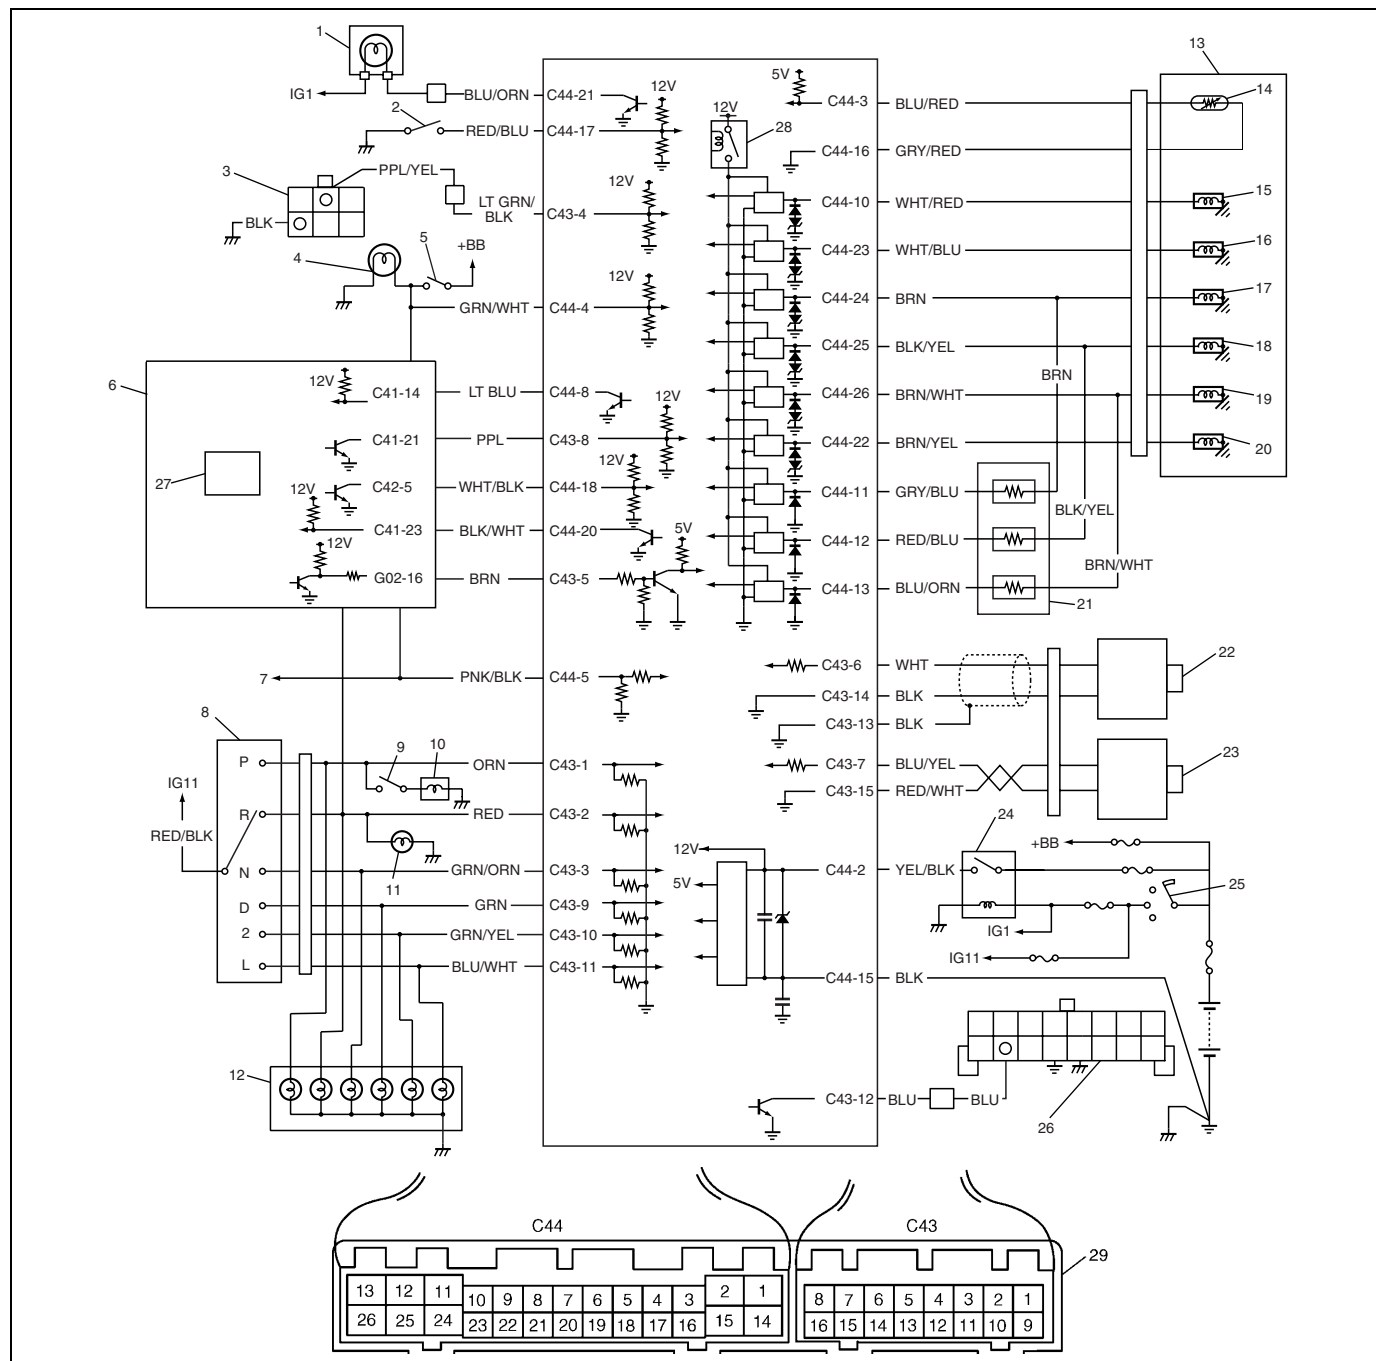 1
IG1
BLU/ORN
C44-21
12V
2
RED/BLU
C44-17
3
PPL/YEL
LT GRN/
BLK
C43-4
12V
BLK
4
5
+BB
GRN/WHT
C44-4
12V
6
12V
C41-14
LT BLU
C44-8
12V
C41-21
PPL
C43-8
27
C42-5
WHT/BLK
C44-18
12V
12V
C41-23
BLK/WHT
C44-20
5V
12V
G02-16
BRN
C43-5
7
PNK/BLK
C44-5
8
IG11
RED/BLK
P
R
N
D
2
L
9
10
11
ORN
C43-1
RED
C43-2
GRN/ORN
C43-3
GRN
C43-9
GRN/YEL
C43-10
BLU/WHT
C43-11
12
12V
28
5V
C44-3
BLU/RED
C44-16
GRY/RED
C44-10
WHT/RED
C44-23
WHT/BLU
C44-24
BRN
C44-25
BLK/YEL
C44-26
BRN/WHT
C44-22
BRN/YEL
C44-11
GRY/BLU
C44-12
RED/BLU
C44-13
BLU/ORN
BRN
BLK/YEL
BRN/WHT
13
14
15
16
17
18
19
20
21
C43-6
WHT
C43-14
BLK
C43-13
BLK
22
C43-7
BLU/YEL
C43-15
RED/WHT
23
24
12V
5V
C44-2
YEL/BLK
+BB
25
IG1
IG11
C44-15
BLK
C43-12
BLU
BLU
26
C44
C43
29
13 12 11 10 9 8 7 6 5 4 3 2 1
26 25 24 23 22 21 20 19 18 17 16 15 14
8 7 6 5 4 3 2 1
16 15 14 13 12 11 10 9